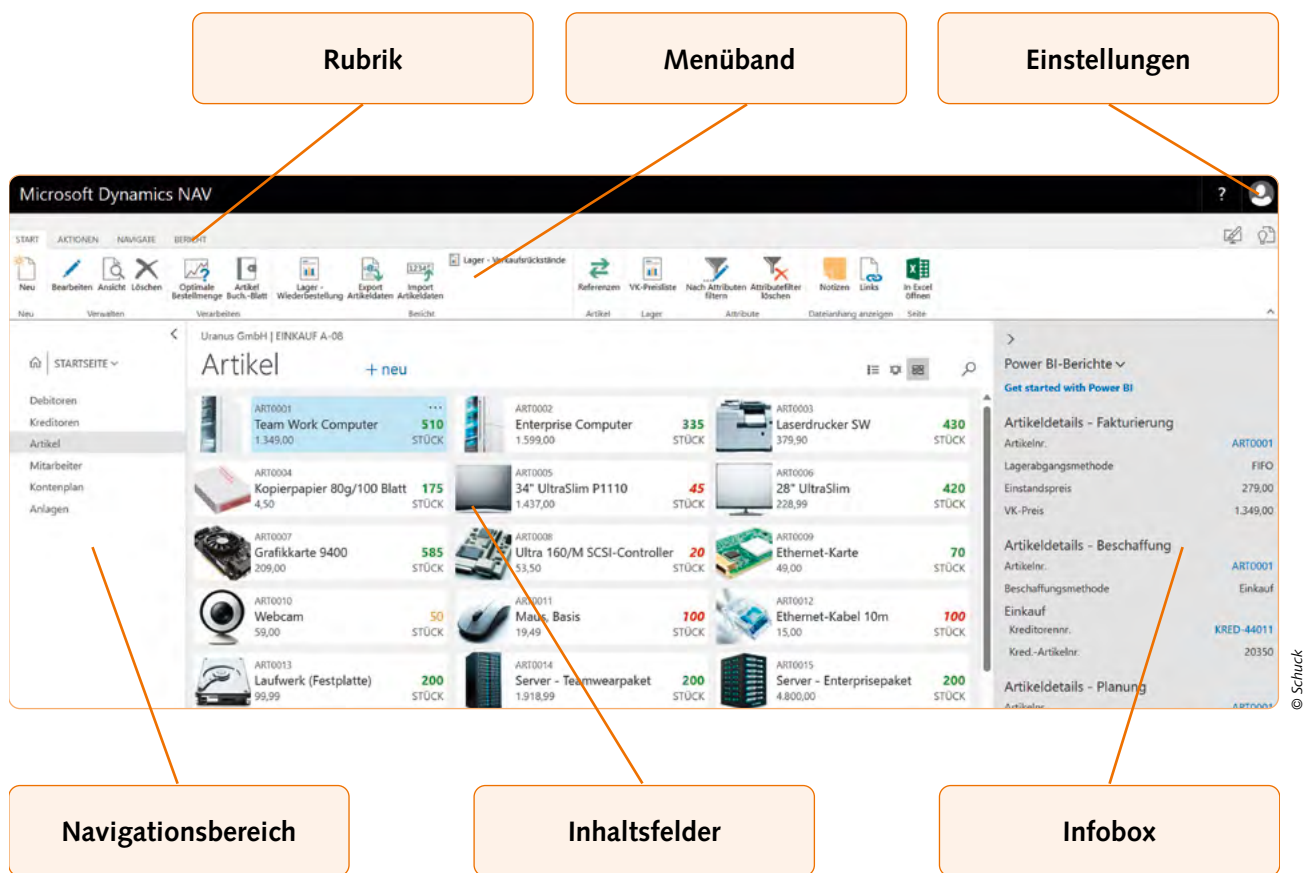 Rubrik
Menüband
Einstellungen
Microsoft Dynamics NAV
?
START AKTIONEN NAVIGATE BERICHT
Neu
Bearbeiten Ansicht Löschen
Optimale Bestellmenge
Artikel Buch.-Blatt
Lager - Wiederbestellung
Export Artikeldaten
Import Artikeldaten
Lager - Verkaufsrückstände
Referenzen
VK-Preisliste
Nach Attributen filtern
Attributefilter löschen
Notizen
Links
In Excel öffnen
Neu Verwalten Verarbeiten Bericht Artikel Lager Attribute Dateianhang anzeigen Seite
STARTSEITE
Debitoren
Kreditoren
Artikel
Mitarbeiter
Kontenplan
Anlagen
Uranus GmbH | EINKAUF A-08
Artikel + neu
ART0001
Team Work Computer 510
1.349,00 STÜCK
ART0002
Enterprise Computer 335
1.599,00 STÜCK
ART0003
Laserdrucker SW 430
379,90 STÜCK
ART0004
Kopierpapier 80g/100 Blatt 175
4,50 STÜCK
ART0005
34" UltraSlim P1110 45
1.437,00 STÜCK
ART0006
28" UltraSlim 420
228,99 STÜCK
ART0007
Grafikkarte 9400 585
209,00 STÜCK
ART0008
Ultra 160/M SCSI-Controller 20
53,50 STÜCK
ART0009
Ethernet-Karte 70
49,00 STÜCK
ART0010
Webcam 50
59,00 STÜCK
ART0011
Maus, Basis 100
19,49 STÜCK
ART0012
Ethernet-Kabel 10m 100
15,00 STÜCK
ART0013
Laufwerk (Festplatte) 200
99,99 STÜCK
ART0014
Server - Teamwearpaket 200
1.918,99 STÜCK
ART0015
Server - Enterprisepaket 200
4.800,00 STÜCK
Power BI-Berichte
Get started with Power BI
Artikeldetails - Fakturierung
Artikelnr. ART0001
Lagerabgangsmethode FIFO
Einstandspreis 279,00
VK-Preis 1.349,00
Artikeldetails - Beschaffung
Artikelnr. ART0001
Beschaffungsmethode Einkauf
Einkauf
Kreditorennr. KRED-44011
Kred.-Artikelnr. 20350
Artikeldetails - Planung
Artikelnr. ART0001
© Schuck
Navigationsbereich
Inhaltsfelder
Infobox